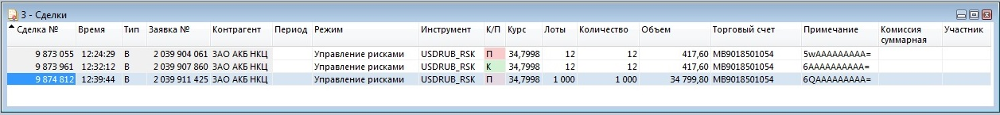 3 - Сделки
Сделка № Время Тип Заявка № Контрагент Период Режим Инструмент К/П Курс Лоты Количество Объем Торговый счет Примечание Комиссия суммарная Участник
9 873 055 12:24:29 В 2 039 904 061 ЗАО АКБ НКЦ Управление рисками USDRUB_RSK П 34,7998 12 12 417,60 MB9018501054 5wAAAAAAAAA=
9 873 961 12:32:12 В 2 039 907 860 ЗАО АКБ НКЦ Управление рисками USDRUB_RSK К 34,7998 12 12 417,60 MB9018501054 6AAAAAAAAAA=
9 874 812 12:39:44 В 2 039 911 425 ЗАО АКБ НКЦ Управление рисками USDRUB_RSK П 34,7998 1 000 1 000 34 799,80 MB9018501054 6QAAAAAAAAA=